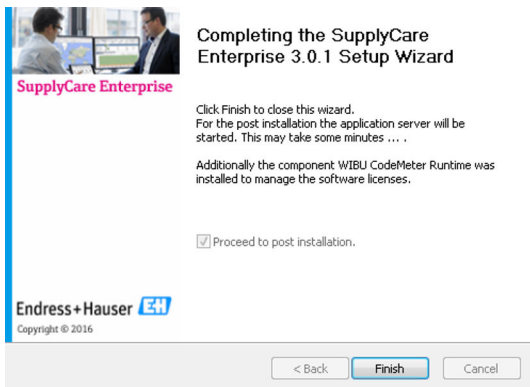 Completing the SupplyCare
Enterprise 3.0.1 Setup Wizard
SupplyCare Enterprise
Click Finish to close this wizard.
For the post installation the application server will be
started. This may take some minutes ... .
Additionally the component WIBU CodeMeter Runtime was
installed to manage the software licenses.
Proceed to post installation.
Endress+Hauser EH
Copyright © 2016
< Back
Finish
Cancel